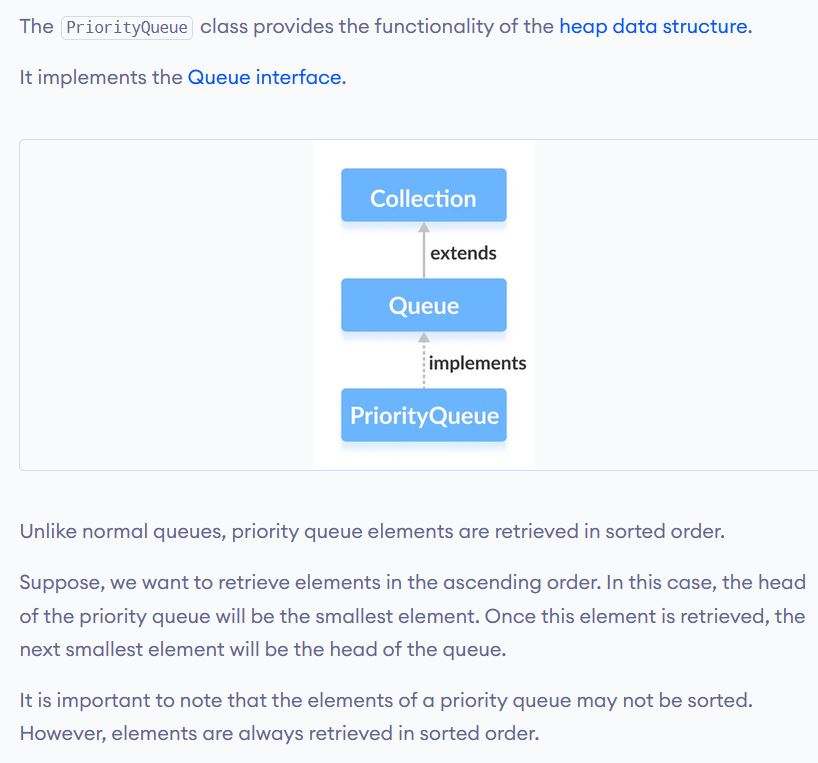 The PriorityQueue class provides the functionality of the heap data structure.
It implements the Queue interface.
Collection
extends
Queue
implements
PriorityQueue
Unlike normal queues, priority queue elements are retrieved in sorted order.
Suppose, we want to retrieve elements in the ascending order. In this case, the head
of the priority queue will be the smallest element. Once this element is retrieved, the
next smallest element will be the head of the queue.
It is important to note that the elements of a priority queue may not be sorted.
However, elements are always retrieved in sorted order.